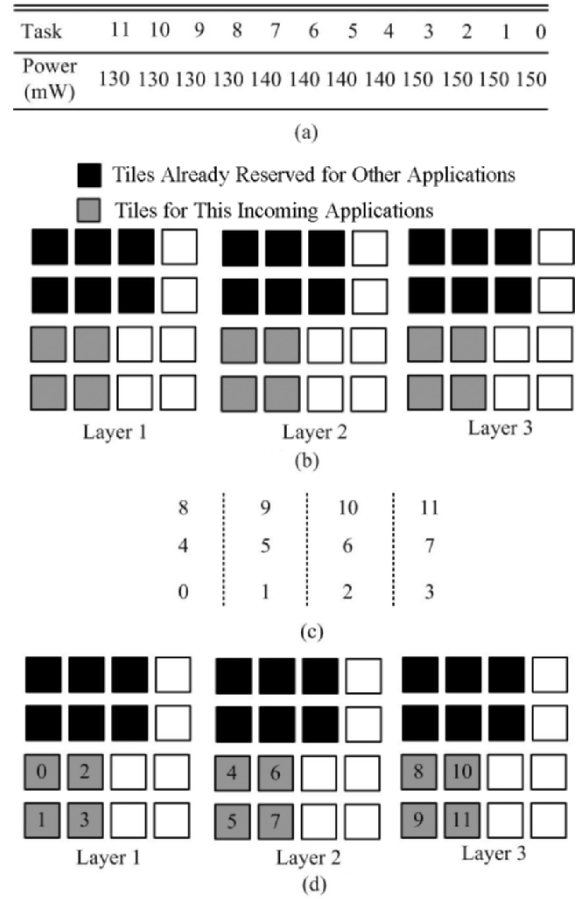 Task 11 10 9 8 7 6 5 4 3 2 1 0
Power (mW) 130 130 130 130 140 140 140 140 150 150 150 150
(a)
Tiles Already Reserved for Other Applications
Tiles for This Incoming Applications
Layer 1 Layer 2 Layer 3
(b)
8 9 10 11
4 5 6 7
0 1 2 3
(c)
0 2 4 6 8 10
1 3 5 7 9 11
Layer 1 Layer 2 Layer 3
(d)